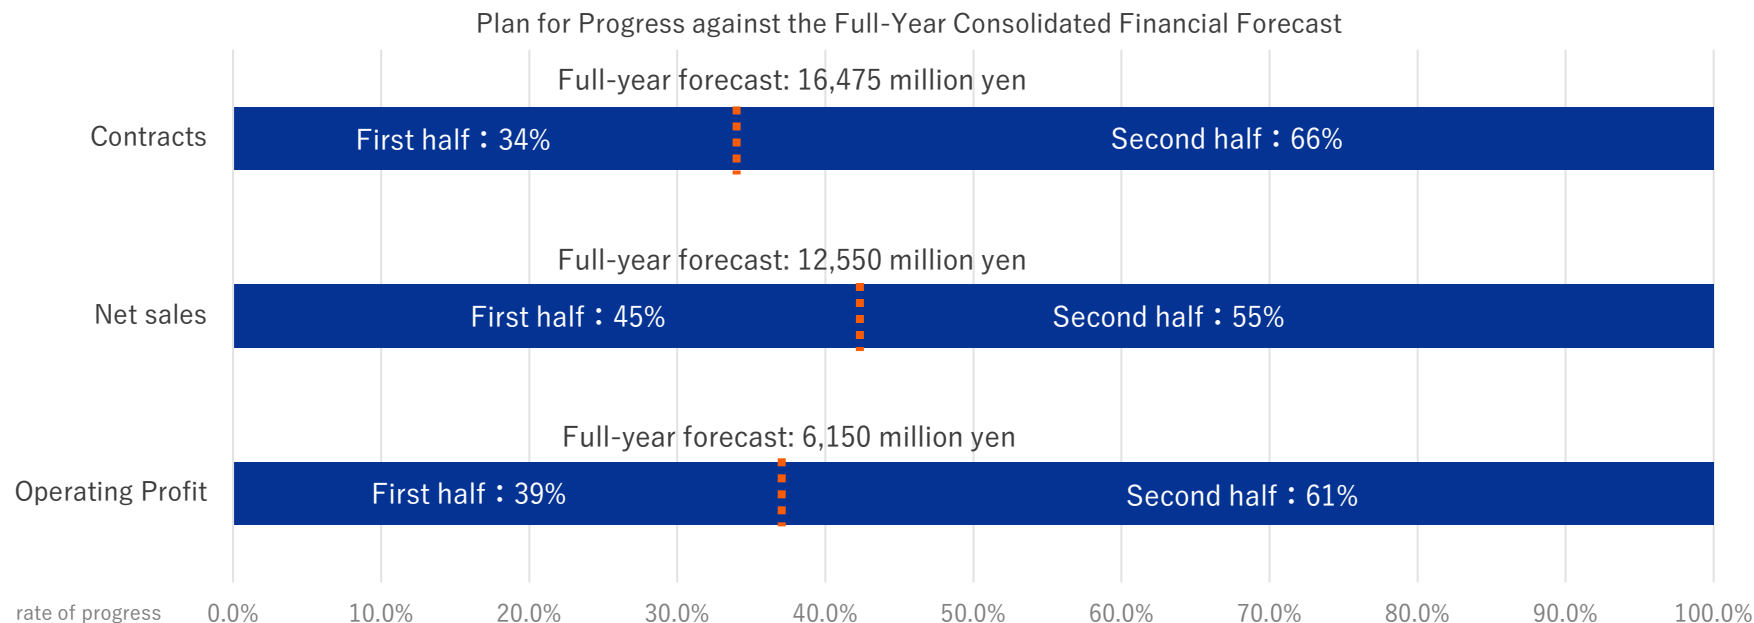 Plan for Progress against the Full-Year Consolidated Financial Forecast
Full-year forecast: 16,475 million yen
Contracts
First half：34%
Second half：66%
Full-year forecast: 12,550 million yen
Net sales
First half：45%
Second half：55%
Full-year forecast: 6,150 million yen
Operating Profit
First half：39%
Second half：61%
rate of progress
0.0% 10.0% 20.0% 30.0% 40.0% 50.0% 60.0% 70.0% 80.0% 90.0% 100.0%